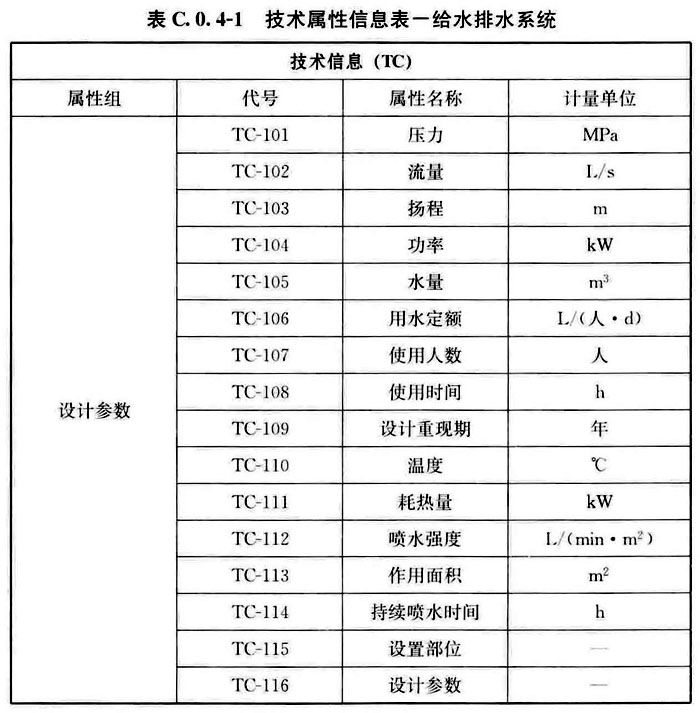 表 C.0.4-1 技术属性信息表—给水排水系统
技术信息（TC）
属性组 代号 属性名称 计量单位
TC-101 压力 MPa
TC-102 流量 L/s
TC-103 扬程 m
TC-104 功率 kW
TC-105 水量 m³
TC-106 用水定额 L/(人·d)
TC-107 使用人数 人
TC-108 使用时间 h
设计参数
TC-109 设计重现期 年
TC-110 温度 ℃
TC-111 耗热量 kW
TC-112 喷水强度 L/(min·m²)
TC-113 作用面积 m²
TC-114 持续喷水时间 h
TC-115 设置部位 —
TC-116 设计参数 —